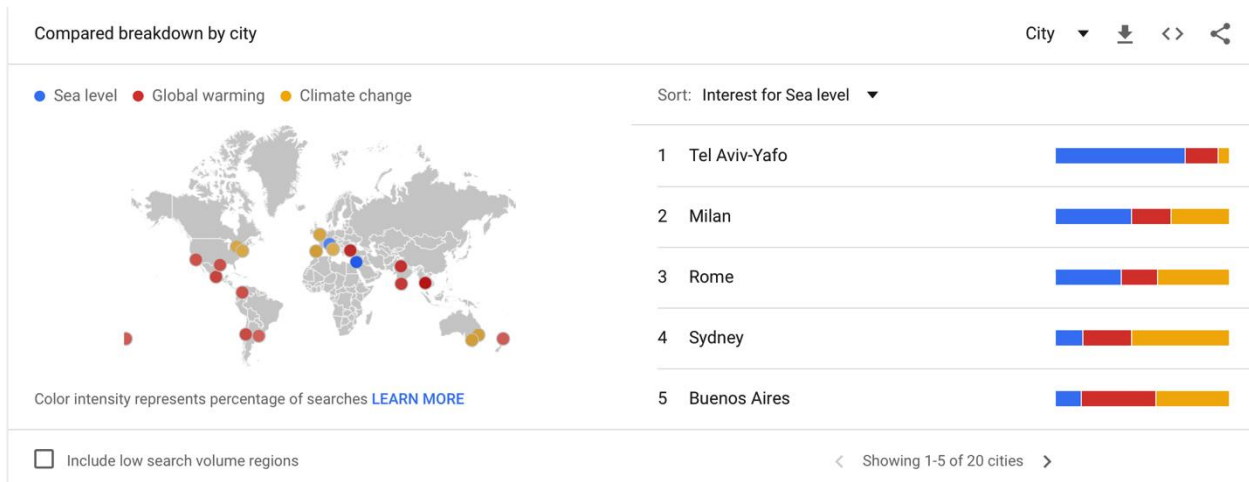 Compared breakdown by city
City
Sea level Global warming Climate change
Sort: Interest for Sea level
1 Tel Aviv-Yafo
2 Milan
3 Rome
4 Sydney
5 Buenos Aires
Color intensity represents percentage of searches LEARN MORE
Include low search volume regions
Showing 1-5 of 20 cities